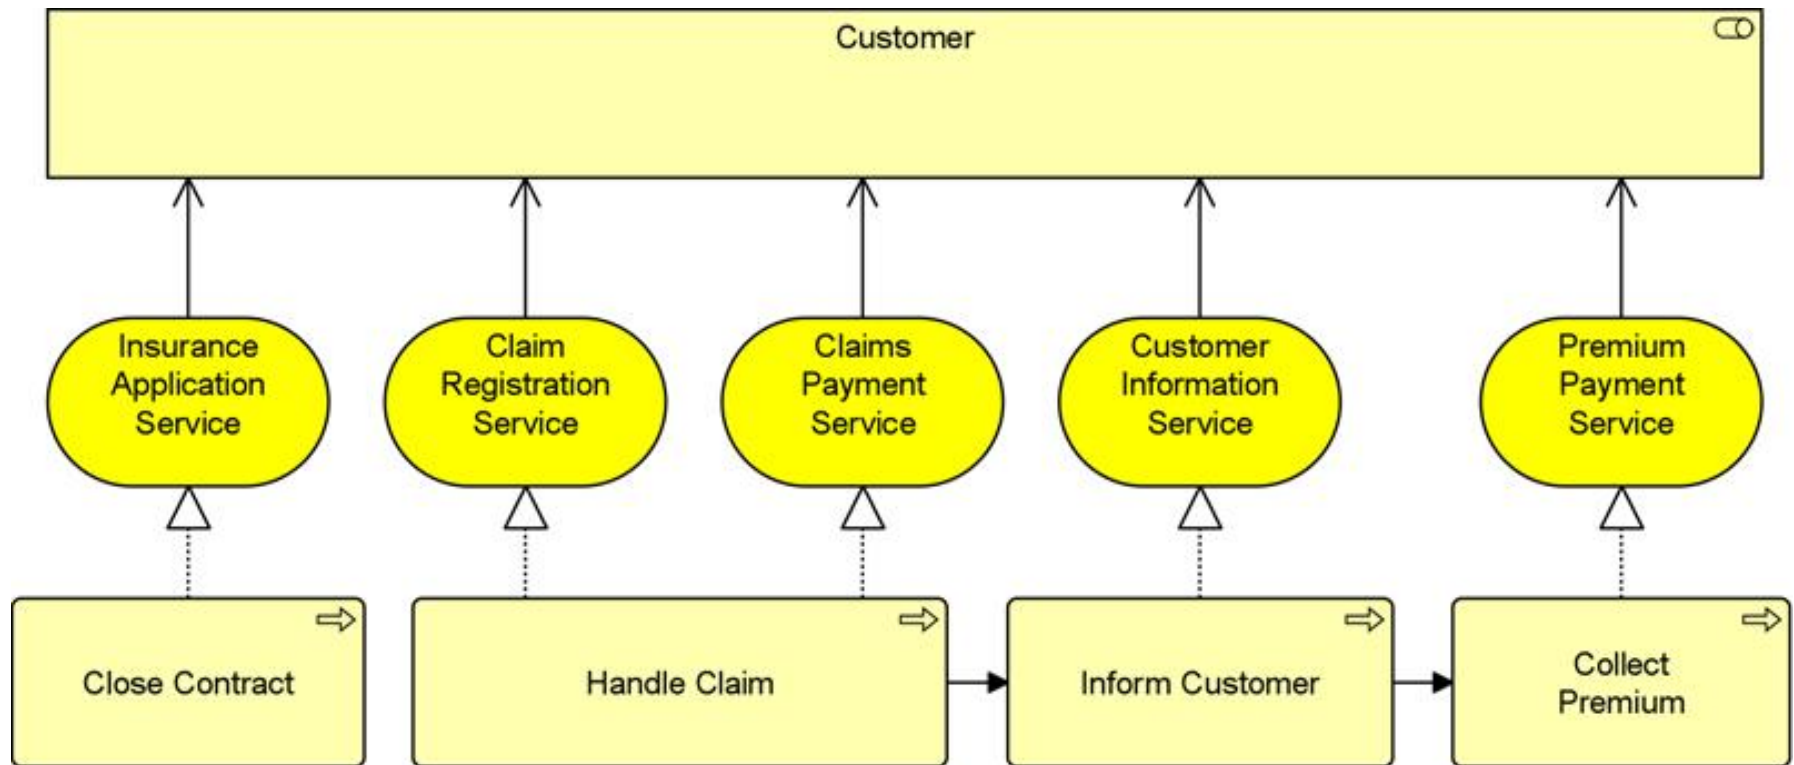 Customer
Insurance
Application
Service
Claim
Registration
Service
Claims
Payment
Service
Customer
Information
Service
Premium
Payment
Service
Close Contract
Handle Claim
Inform Customer
Collect
Premium